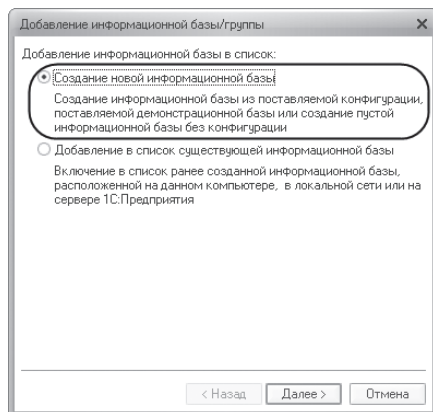 Добавление информационной базы/группы
Добавление информационной базы в список:
Создание новой информационной базы
Создание информационной базы из поставляемой конфигурации,
поставляемой демонстрационной базы или создание пустой
информационной базы без конфигурации
Добавление в список существующей информационной базы
Включение в список ранее созданной информационной базы,
расположенной на данном компьютере, в локальной сети или на
сервере 1С:Предприятия
< Назад Далее > Отмена